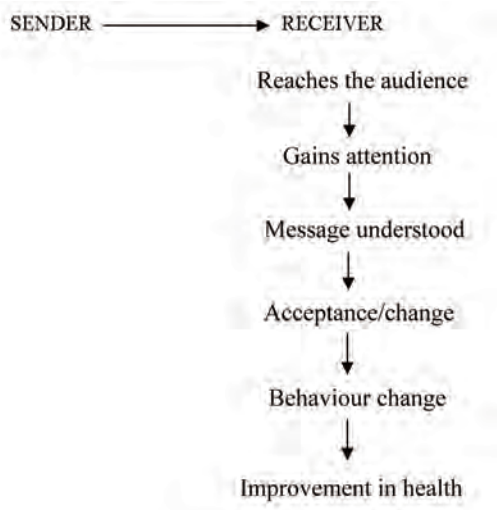 SENDER RECEIVER
Reaches the audience
Gains attention
Message understood
Acceptance/change
Behaviour change
Improvement in health